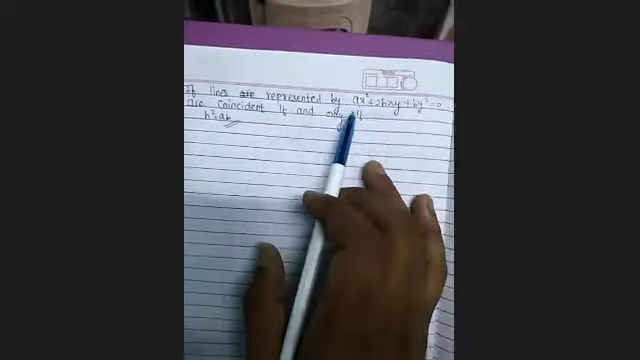 If lines are represented by ax²+2hxy+by²=0
are Coincident if and only if
h²=ab